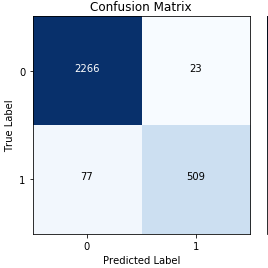 Confusion Matrix
True Label
0
2266 23
1
77 509
0 1
Predicted Label